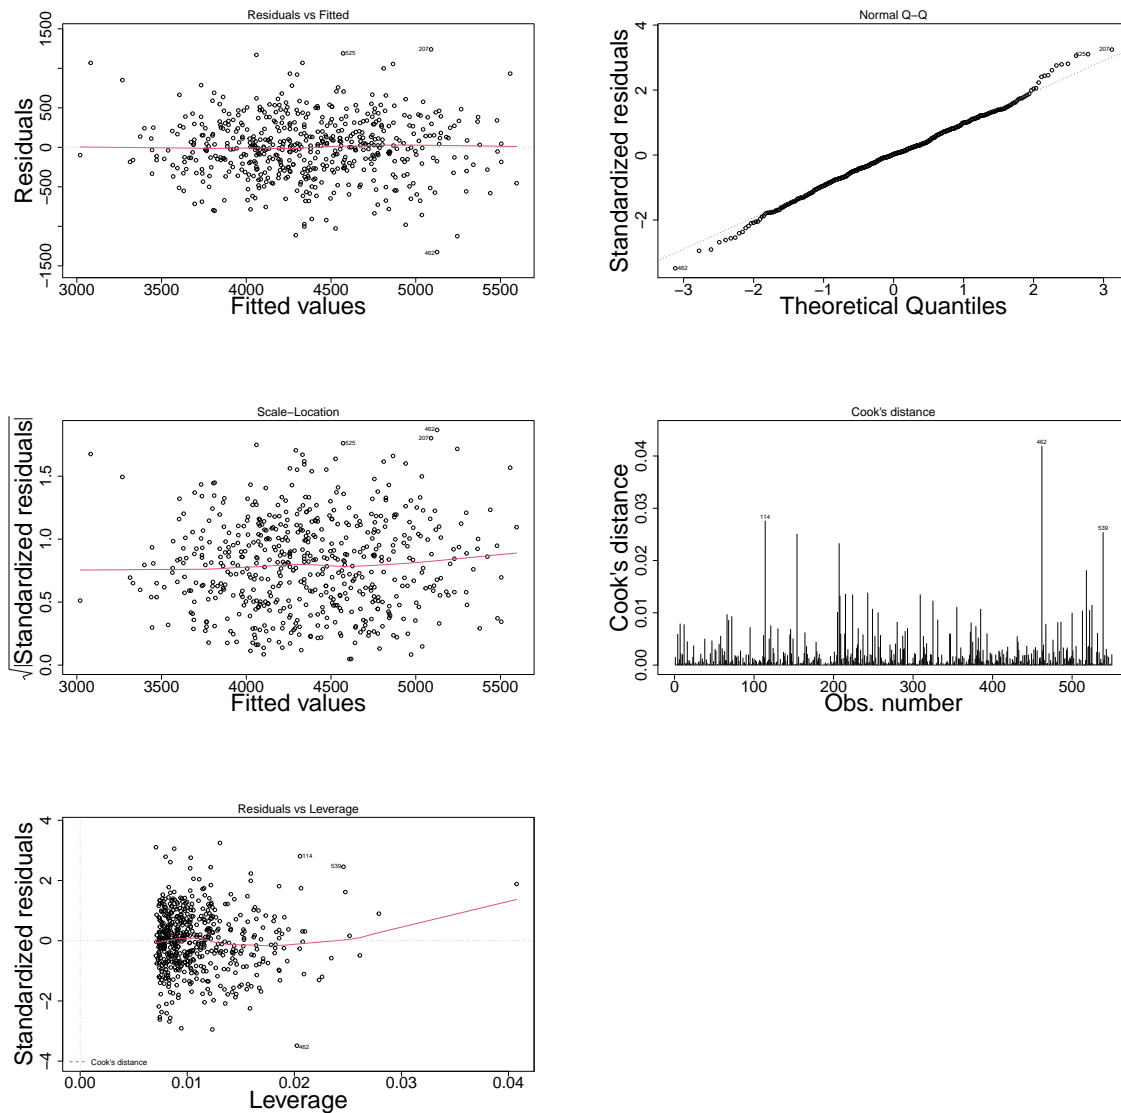 Residuals vs Fitted
Residuals
1500
500
0
−500
−1500
525
207
462
3000 3500 4000 4500 5000 5500
Fitted values
Normal Q−Q
Standardized residuals
4
2
0
−2
525
207
462
−3 −2 −1 0 1 2 3
Theoretical Quantiles
Scale−Location
√|Standardized residuals|
1.5
1.0
0.5
0.0
462
207
525
3000 3500 4000 4500 5000 5500
Fitted values
Cook's distance
Cook's distance
0.04
0.03
0.02
0.01
0.00
462
114
539
0 100 200 300 400 500
Obs. number
Residuals vs Leverage
Standardized residuals
4
2
0
−2
−4
114
539
462
Cook's distance
0.00 0.01 0.02 0.03 0.04
Leverage